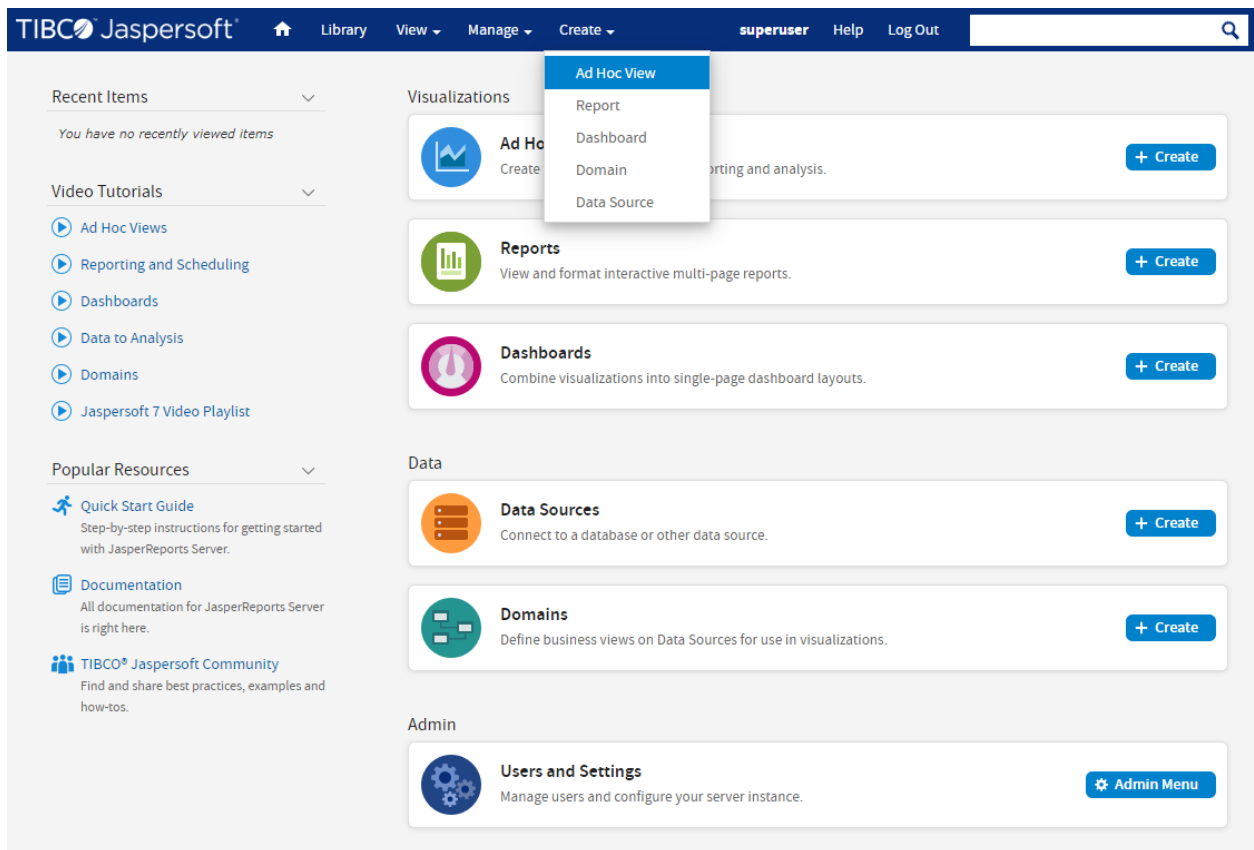 TIBCO Jaspersoft®
Library
View
Manage
Create
superuser
Help
Log Out
Ad Hoc View
Report
Dashboard
Domain
Data Source
Recent Items
You have no recently viewed items
Video Tutorials
Ad Hoc Views
Reporting and Scheduling
Dashboards
Data to Analysis
Domains
Jaspersoft 7 Video Playlist
Popular Resources
Quick Start Guide
Step-by-step instructions for getting started
with JasperReports Server.
Documentation
All documentation for JasperReports Server
is right here.
TIBCO® Jaspersoft Community
Find and share best practices, examples and
how-tos.
Visualizations
Ad Ho
Create
orting and analysis.
+ Create
Reports
View and format interactive multi-page reports.
+ Create
Dashboards
Combine visualizations into single-page dashboard layouts.
+ Create
Data
Data Sources
Connect to a database or other data source.
+ Create
Domains
Define business views on Data Sources for use in visualizations.
+ Create
Admin
Users and Settings
Manage users and configure your server instance.
Admin Menu